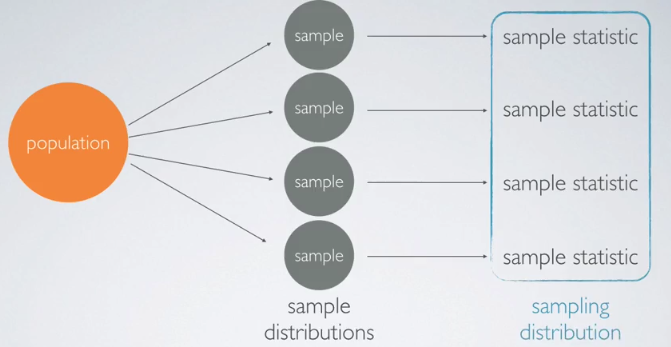 population
sample
sample statistic
sample
sample statistic
sample
sample statistic
sample
sample statistic
sample
distributions
sampling
distribution